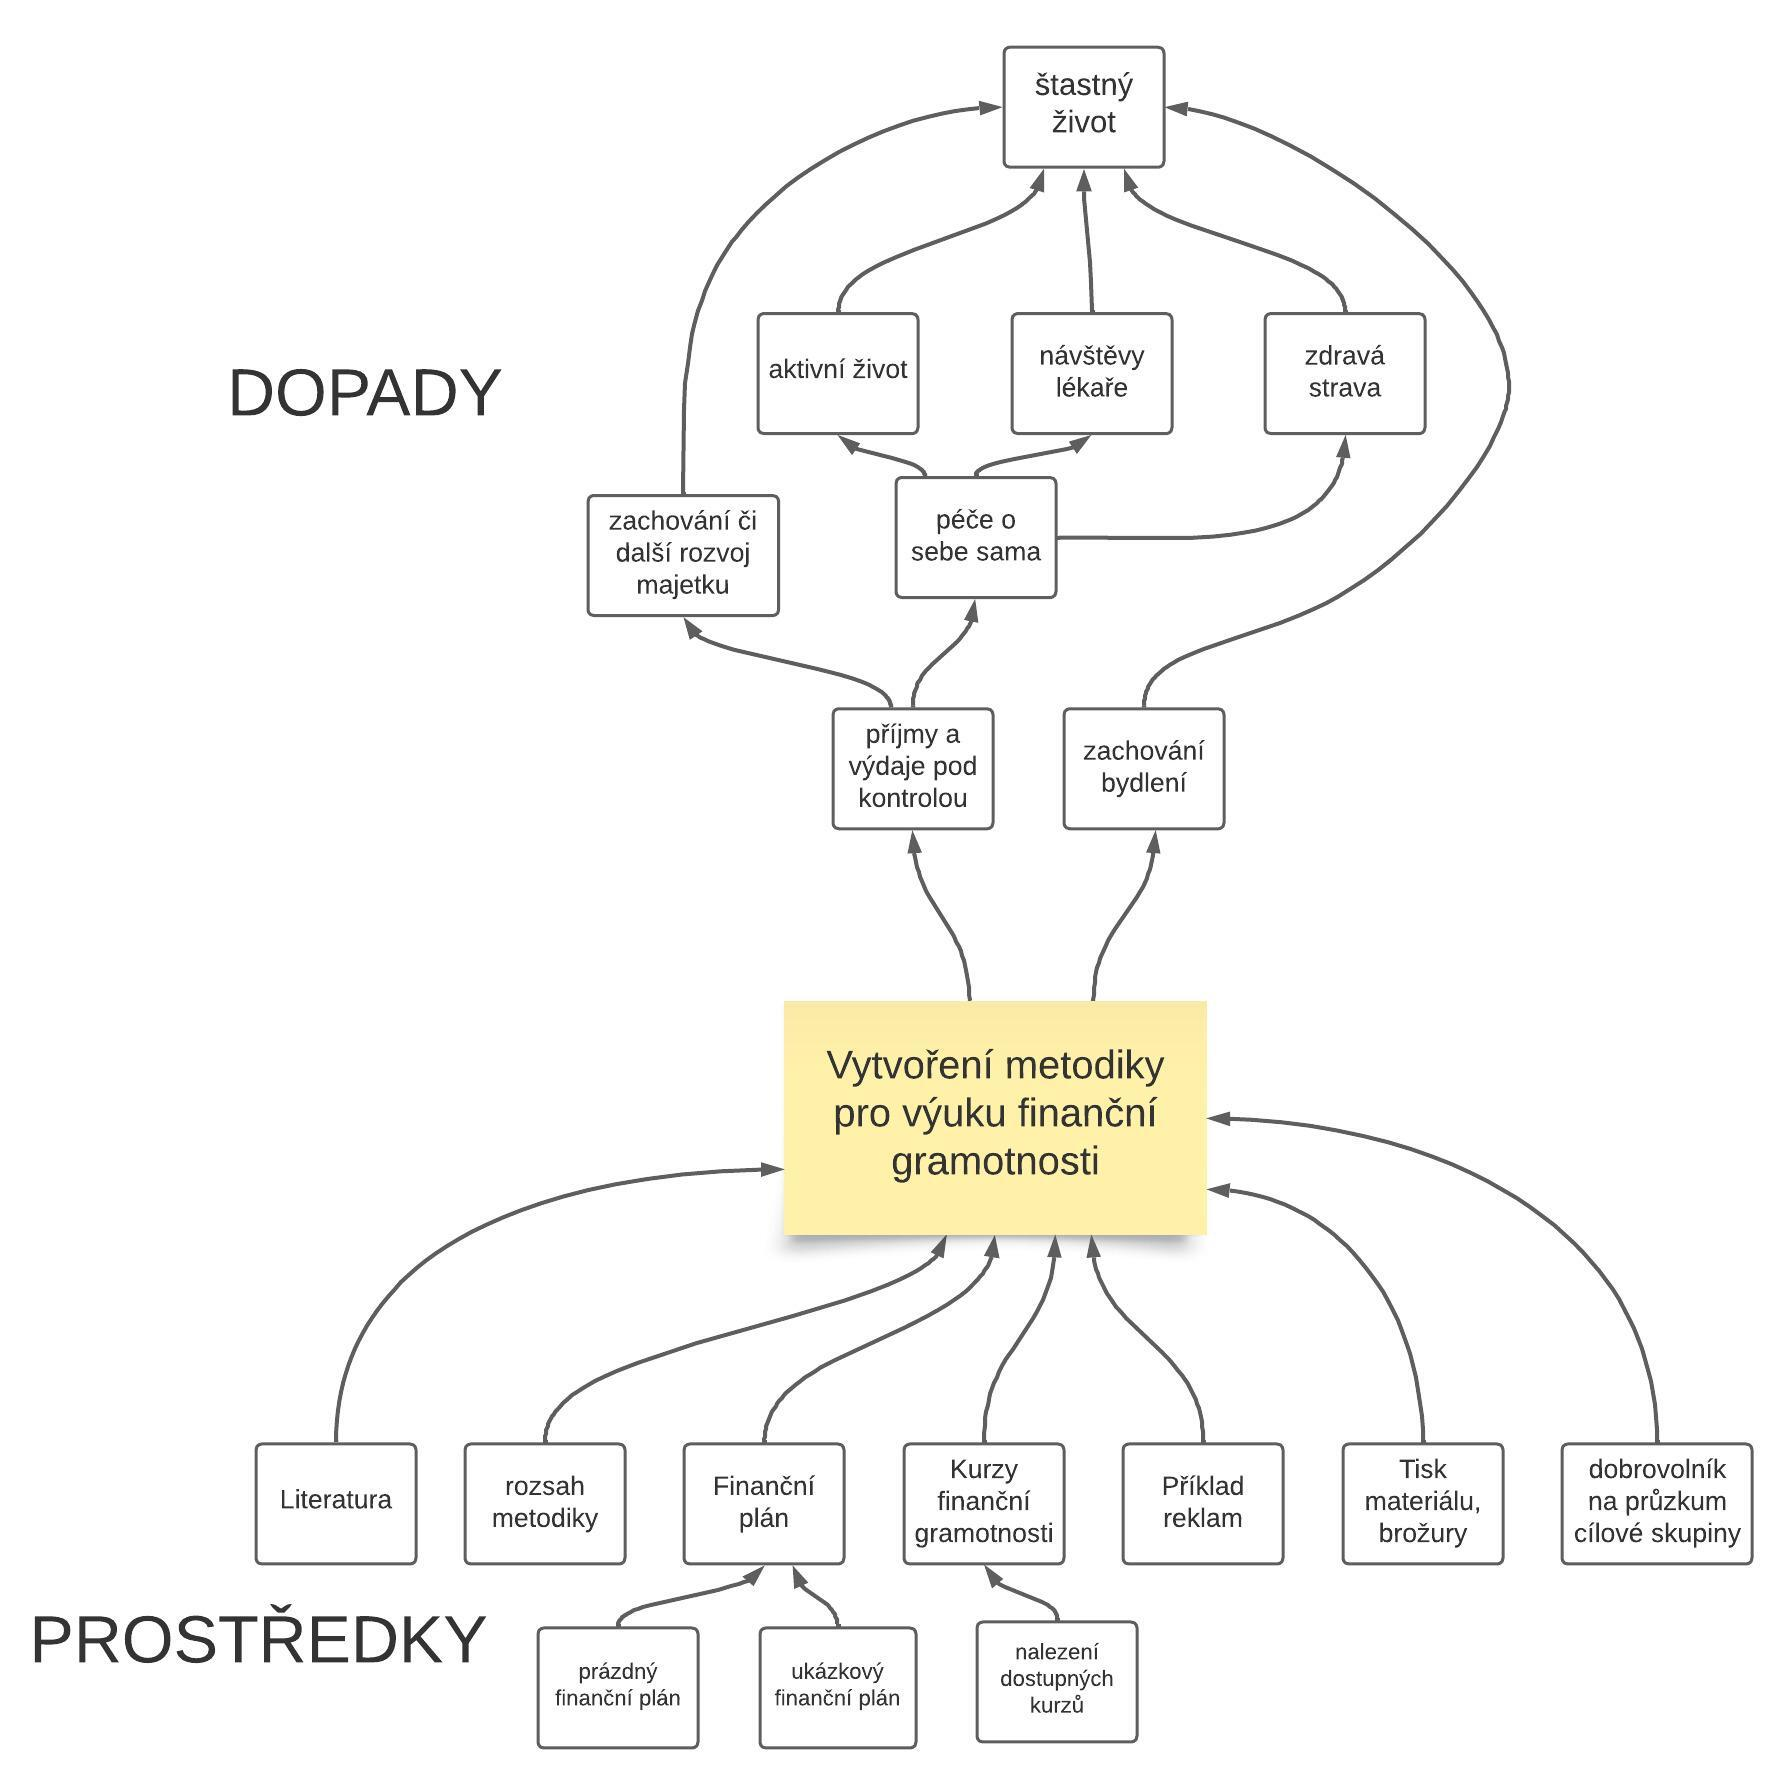 štastný
život
DOPADY
aktivní život
návštěvy
lékaře
zdravá
strava
zachování či
další rozvoj
majetku
péče o
sebe sama
příjmy a
výdaje pod
kontrolou
zachování
bydlení
Vytvoření metodiky
pro výuku finanční
gramotnosti
Literatura
rozsah
metodiky
Finanční
plán
Kurzy
finanční
gramotnosti
Příklad
reklam
Tisk
materiálu,
brožury
dobrovolník
na průzkum
cílové skupiny
PROSTŘEDKY
prázdný
finanční plán
ukázkový
finanční plán
nalezení
dostupných
kurzů